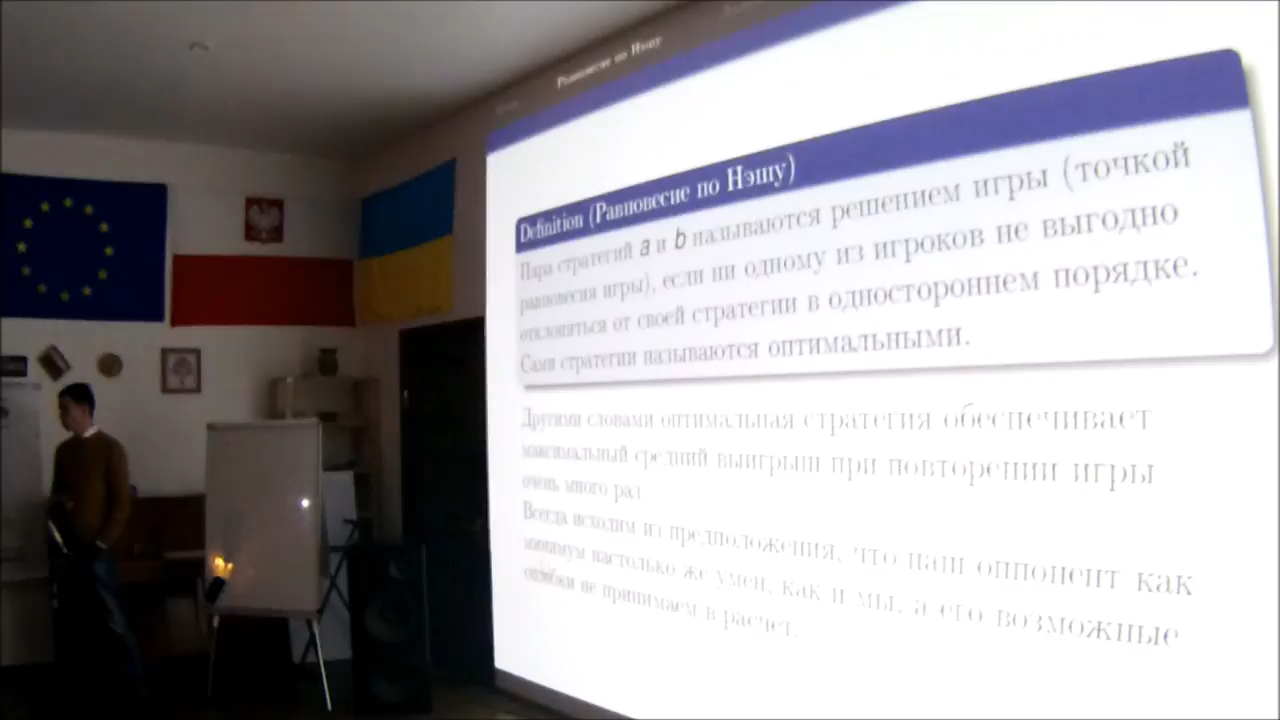 Равновесие по Нэшу
Definition (Равновесие по Нэшу)
Пара стратегий a и b называются решением игры (точкой
равновесия игры), если ни одному из игроков не выгодно
отклоняться от своей стратегии в одностороннем порядке.
Сами стратегии называются оптимальными.
Другими словами оптимальная стратегия обеспечивает
максимальный средний выигрыш при повторении игры
очень много раз.
Всегда исходим из предположения, что наш оппонент как
минимум настолько же умен, как и мы, а его возможные
ошибки не принимаем в расчет.